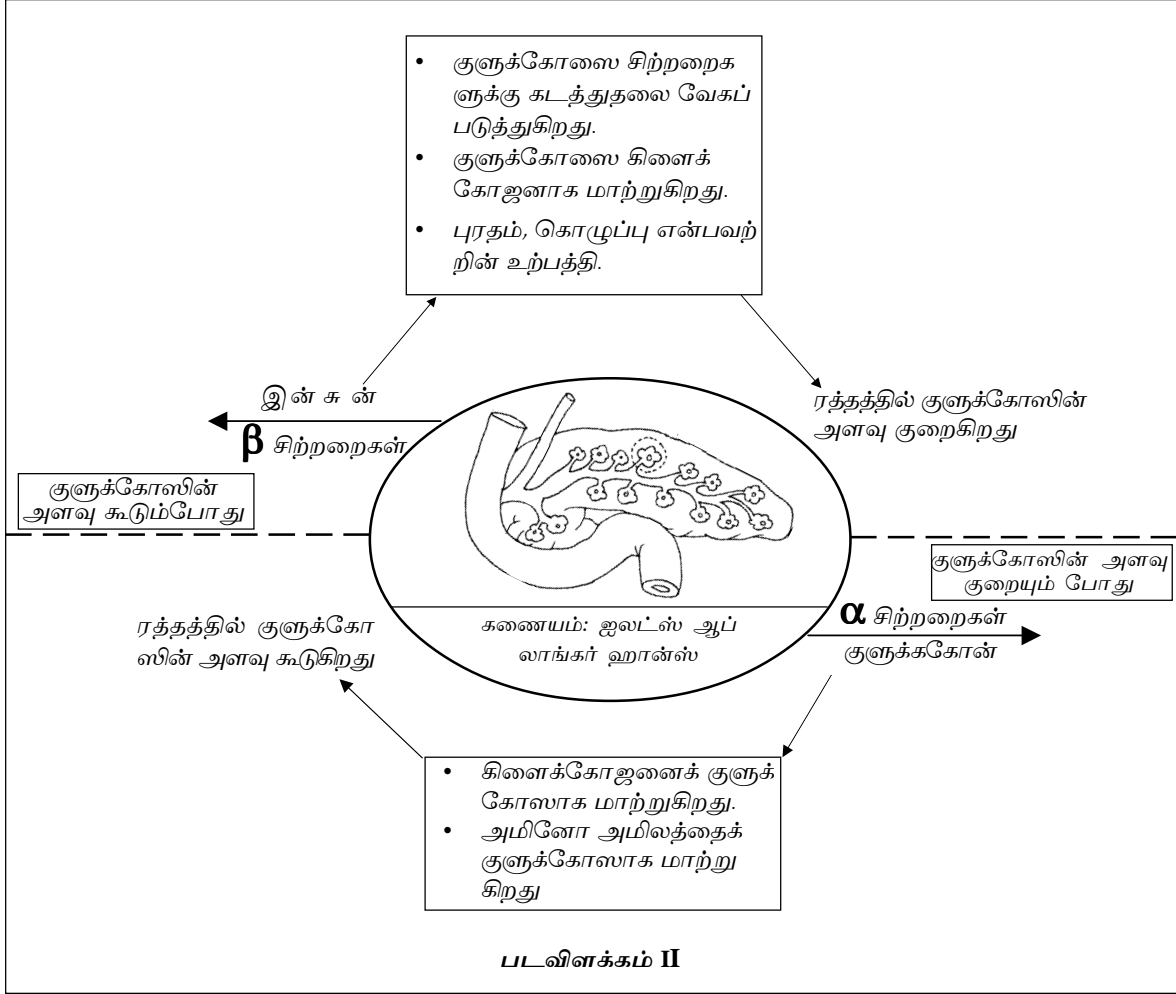 • குளுக்கோஸை சிற்றறைக
ளுக்கு கடத்துதலை வேகப்
படுத்துகிறது.
• குளுக்கோஸை கிளைக்
கோஜனாக மாற்றுகிறது.
• புரதம், கொழுப்பு என்பவற்
றின் உற்பத்தி.
இன் சு ன்
β சிற்றறைகள்
ரத்தத்தில் குளுக்கோஸின்
அளவு குறைகிறது
குளுக்கோஸின்
அளவு கூடும்போது
குளுக்கோஸின் அளவு
குறையும் போது
α சிற்றறைகள்
குளுக்ககோன்
ரத்தத்தில் குளுக்கோ
ஸின் அளவு கூடுகிறது
கணையம்: ஐலட்ஸ் ஆப்
லாங்கர் ஹான்ஸ்
• கிளைக்கோஜனைக் குளுக்
கோஸாக மாற்றுகிறது.
• அமினோ அமிலத்தைக்
குளுக்கோஸாக மாற்று
கிறது
படவிளக்கம் II